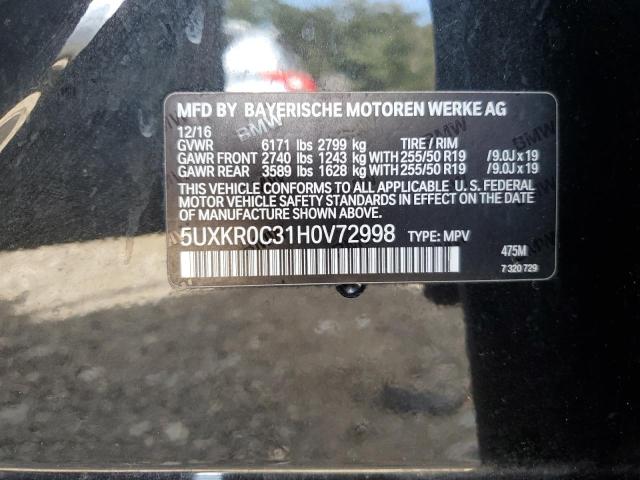 MFD BY BAYERISCHE MOTOREN WERKE AG
12/16
GVWR 6171 lbs 2799 kg TIRE / RIM
GAWR FRONT 2740 lbs 1243 kg WITH 255/50 R19 /9.0J x 19
GAWR REAR 3589 lbs 1628 kg WITH 255/50 R19 /9.0J x 19
THIS VEHICLE CONFORMS TO ALL APPLICABLE U. S. FEDERAL
MOTOR VEHICLE SAFETY STANDARDS IN EFFECT ON THE DATE
OF MANUFACTURE SHOWN ABOVE.
5UXKR0C31H0V72998 TYPE: MPV
475M
7 320 729